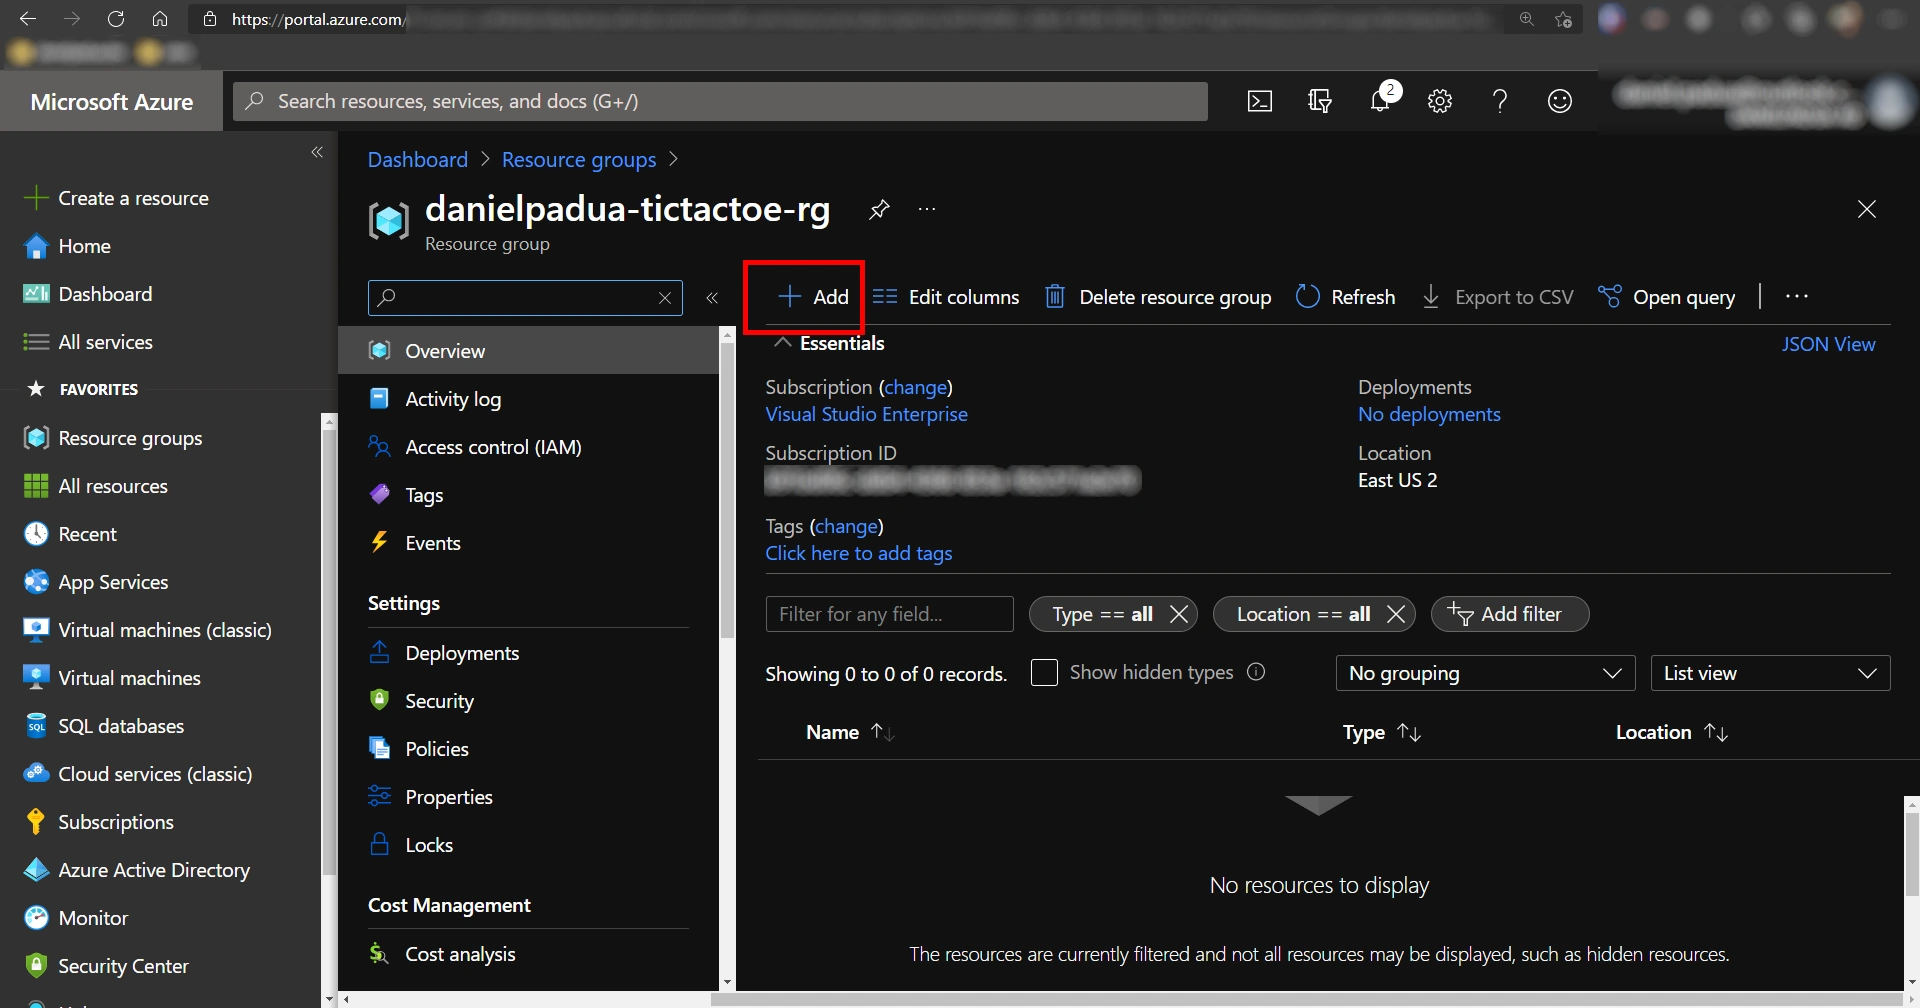 https://portal.azure.com/
Microsoft Azure
Search resources, services, and docs (G+/)
2
Create a resource
Home
Dashboard
All services
FAVORITES
Resource groups
All resources
Recent
App Services
Virtual machines (classic)
Virtual machines
SQL databases
Cloud services (classic)
Subscriptions
Azure Active Directory
Monitor
Security Center
Dashboard > Resource groups >
danielpadua-tictactoe-rg
Resource group
Overview
Activity log
Access control (IAM)
Tags
Events
Settings
Deployments
Security
Policies
Properties
Locks
Cost Management
Cost analysis
Add
Edit columns
Delete resource group
Refresh
Export to CSV
Open query
Essentials
JSON View
Subscription (change)
Visual Studio Enterprise
Subscription ID
Tags (change)
Click here to add tags
Deployments
No deployments
Location
East US 2
Filter for any field...
Type == all
Location == all
Add filter
Showing 0 to 0 of 0 records.
Show hidden types
No grouping
List view
Name
Type
Location
No resources to display
The resources are currently filtered and not all resources may be displayed, such as hidden resources.